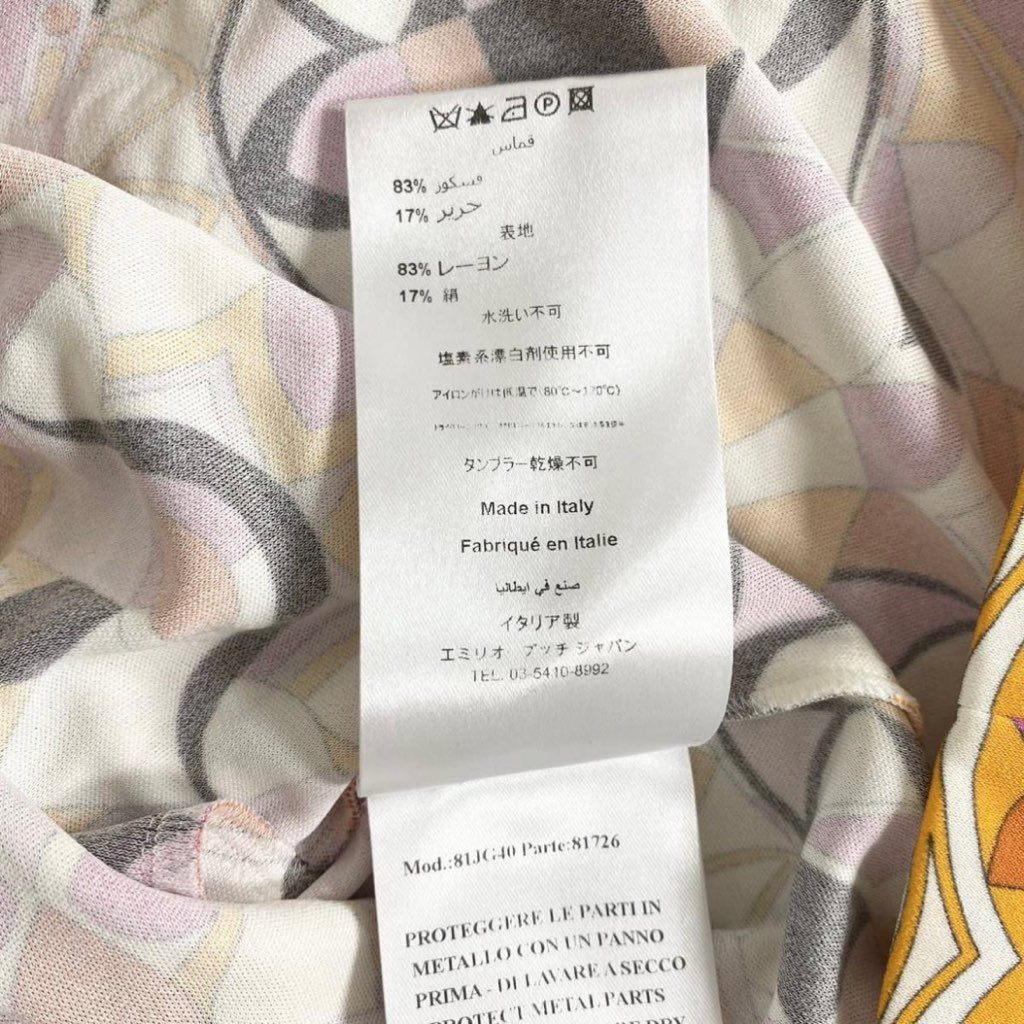 قماس
83% فسكوز
17% حرير
表地
83% レーヨン
17% 絹
水洗い不可
塩素系漂白剤使用不可
アイロンがけは低温で(80°C～120°C)
タンブラー乾燥不可
Made in Italy
Fabriqué en Italie
صنع في ايطاليا
イタリア製
エミリオ プッチ ジャパン
TEL. 03-5410-8992
Mod.:81JG40 Parte:81726
PROTEGGERE LE PARTI IN
METALLO CON UN PANNO
PRIMA - DI LAVARE A SECCO
PROTECT METAL PARTS
DRY